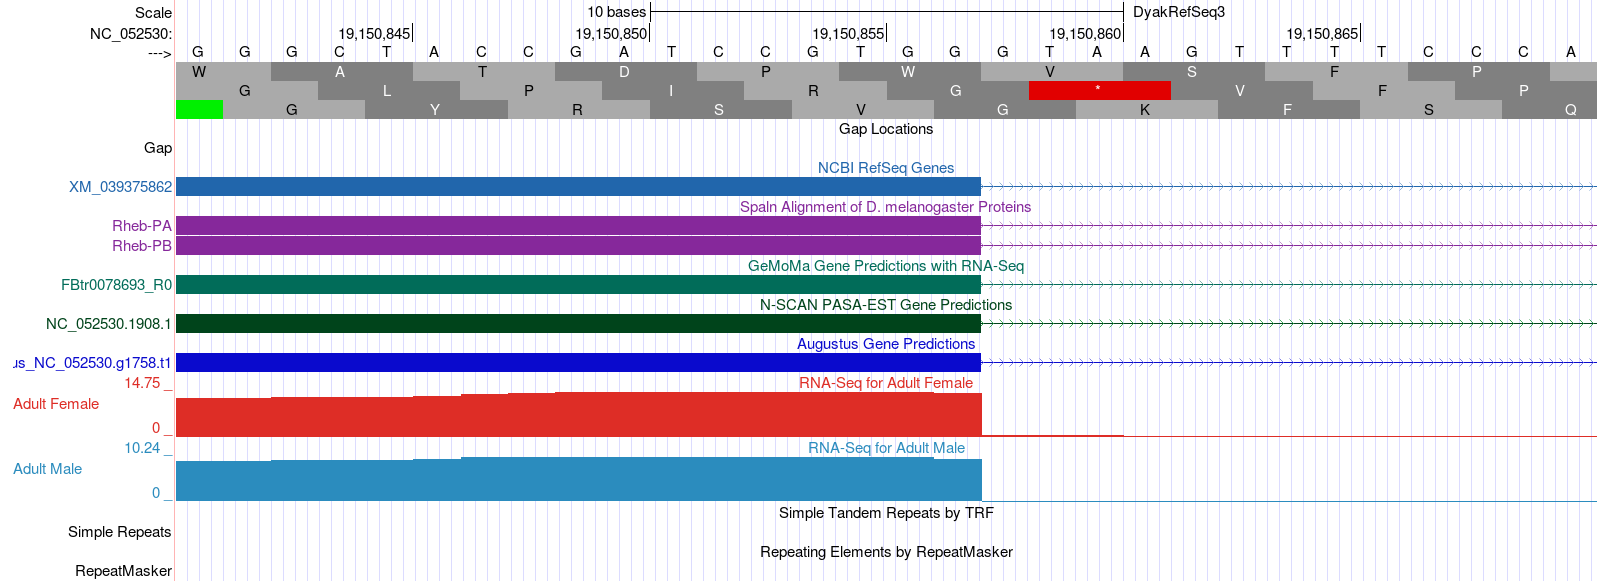 Scale 10 bases DyakRefSeq3
NC_052530: 19,150,845 19,150,850 19,150,855 19,150,860 19,150,865
---> G G G C T A C C G A T C C G T G G G T A A G T T T T C C C A
W A T D P W V S F P
G L P I R G * V F P
G Y R S V G K F S Q
Gap Locations
Gap
NCBI RefSeq Genes
XM_039375862
Spaln Alignment of D. melanogaster Proteins
Rheb-PA
Rheb-PB
GeMoMa Gene Predictions with RNA-Seq
FBtr0078693_R0
N-SCAN PASA-EST Gene Predictions
NC_052530.1908.1
Augustus Gene Predictions
us_NC_052530.g1758.t1
14.75 _ RNA-Seq for Adult Female
Adult Female
0 _
10.24 _ RNA-Seq for Adult Male
Adult Male
0 _
Simple Tandem Repeats by TRF
Simple Repeats
Repeating Elements by RepeatMasker
RepeatMasker